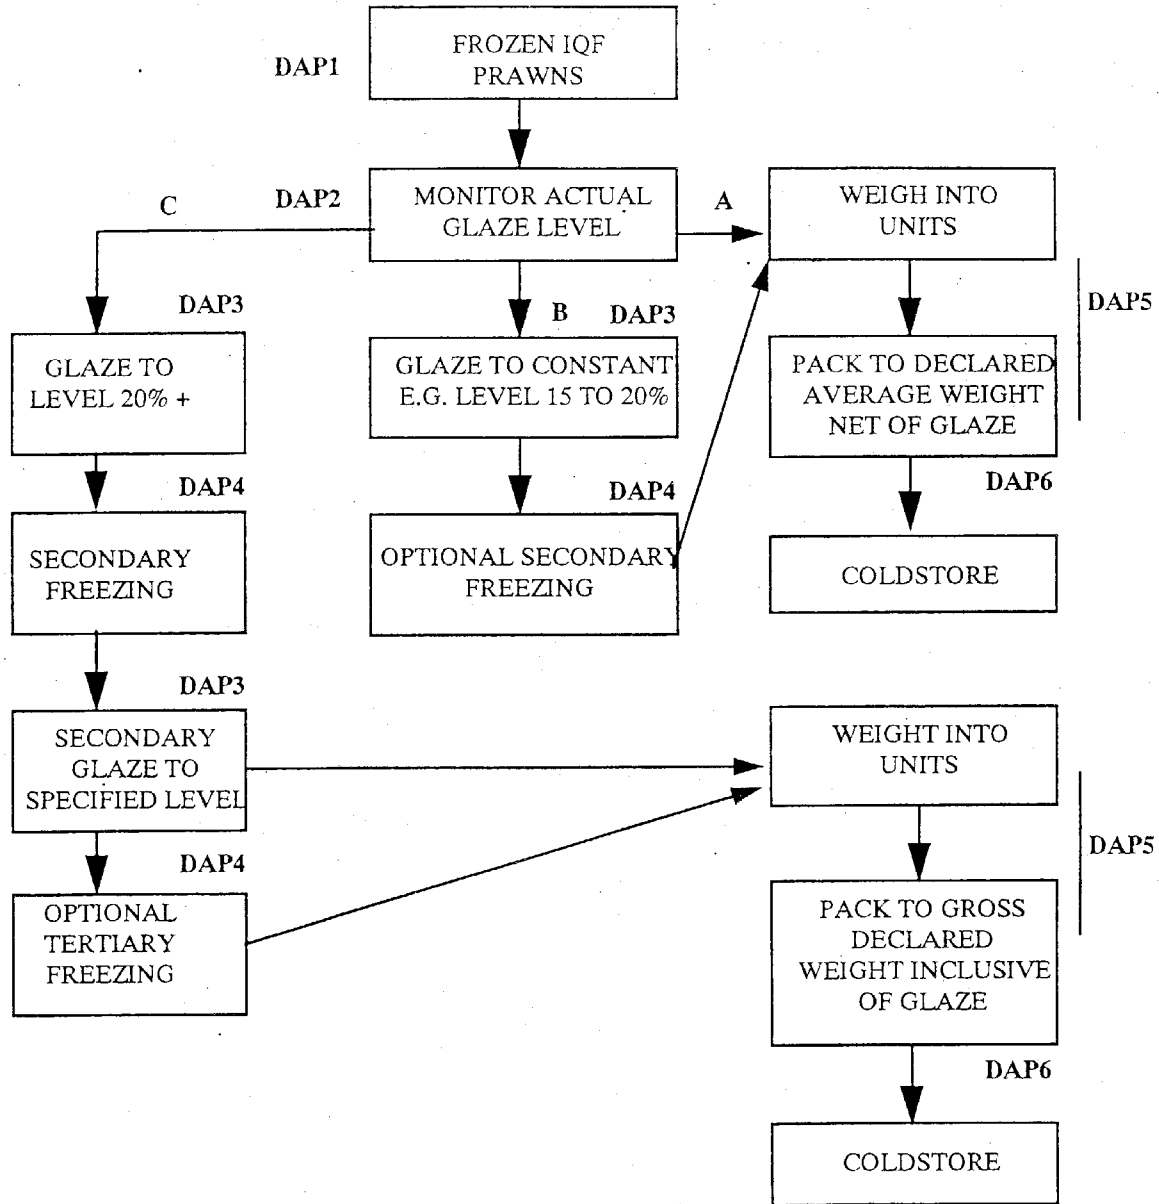 FROZEN IQF
PRAWNS
DAP1
C
DAP2
MONITOR ACTUAL
GLAZE LEVEL
A
WEIGH INTO
UNITS
DAP3
B
DAP3
DAP5
GLAZE TO
LEVEL 20% +
GLAZE TO CONSTANT
E.G. LEVEL 15 TO 20%
PACK TO DECLARED
AVERAGE WEIGHT
NET OF GLAZE
DAP4
DAP4
DAP6
SECONDARY
FREEZING
OPTIONAL SECONDARY
FREEZING
COLDSTORE
DAP3
SECONDARY
GLAZE TO
SPECIFIED LEVEL
WEIGHT INTO
UNITS
DAP4
DAP5
OPTIONAL
TERTIARY
FREEZING
PACK TO GROSS
DECLARED
WEIGHT INCLUSIVE
OF GLAZE
DAP6
COLDSTORE